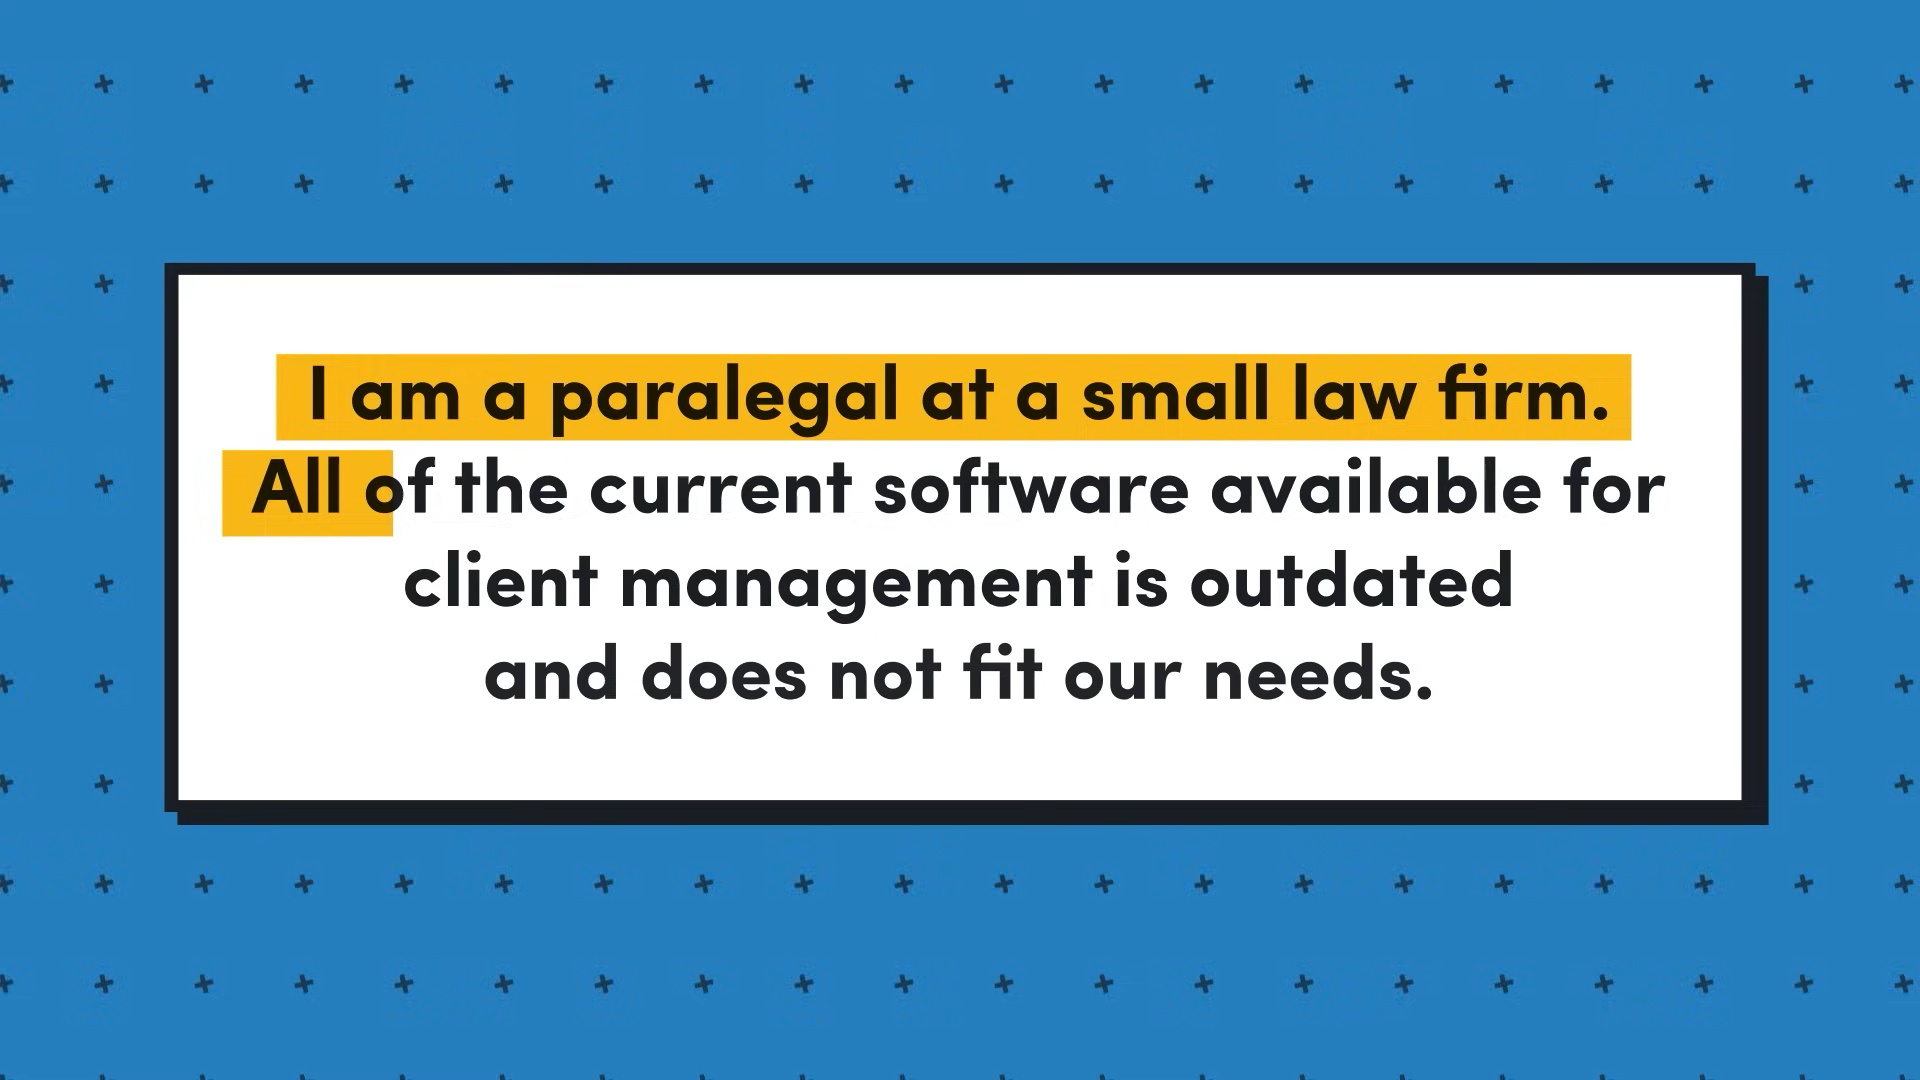 I am a paralegal at a small law firm.
All of the current software available for
client management is outdated
and does not fit our needs.